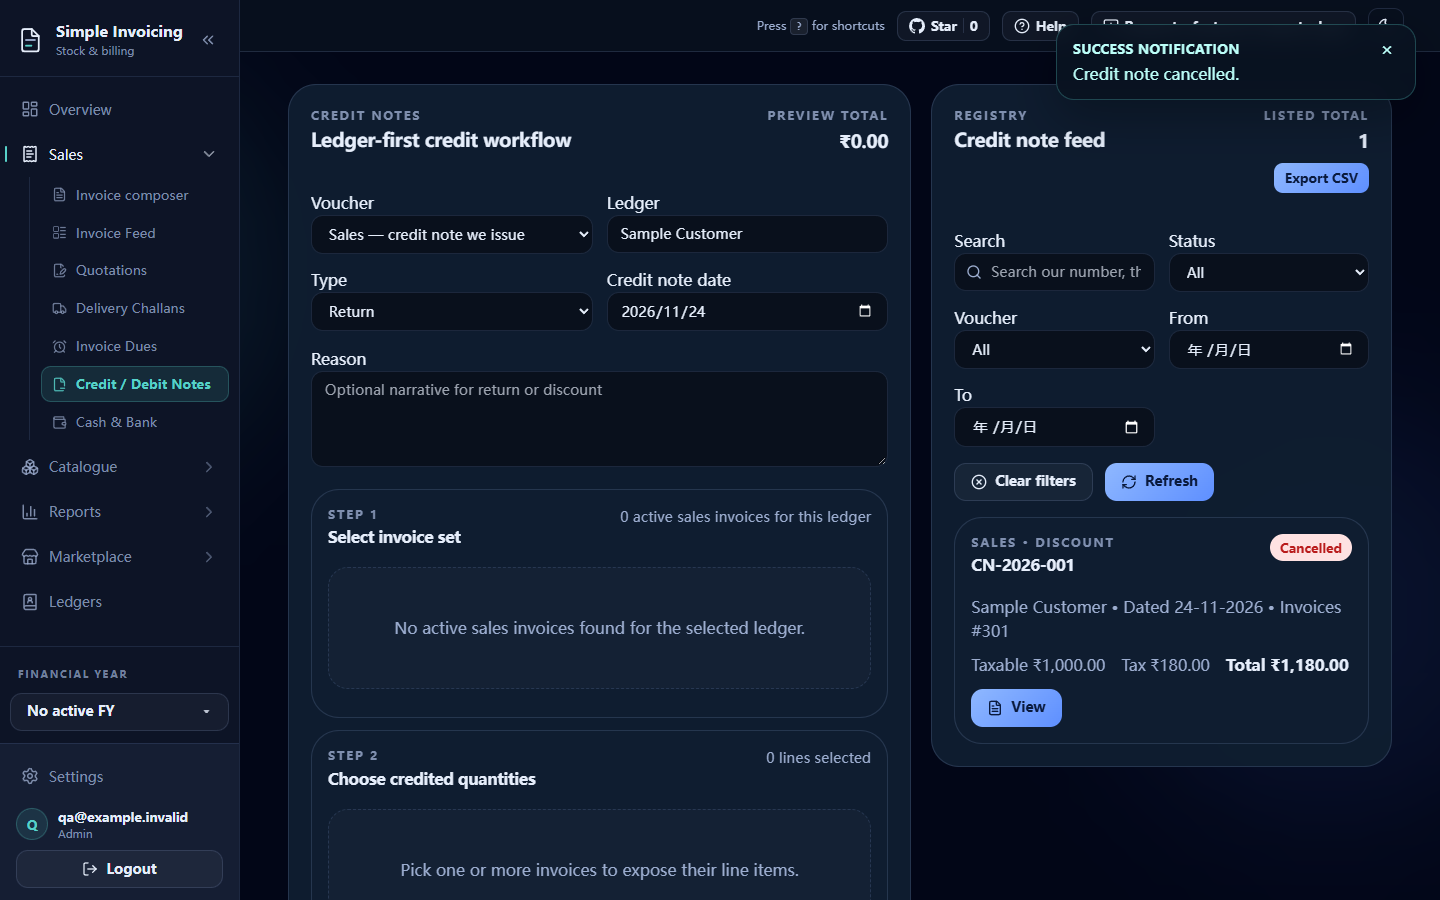 Simple Invoicing
Stock & billing
Overview
Sales
Invoice composer
Invoice Feed
Quotations
Delivery Challans
Invoice Dues
Credit / Debit Notes
Cash & Bank
Catalogue
Reports
Marketplace
Ledgers
FINANCIAL YEAR
No active FY
Settings
Q
qa@example.invalid
Admin
Logout
Press ? for shortcuts
Star 0
Help
SUCCESS NOTIFICATION
Credit note cancelled.
CREDIT NOTES
Ledger-first credit workflow
PREVIEW TOTAL
₹0.00
Voucher
Sales — credit note we issue
Ledger
Sample Customer
Type
Return
Credit note date
2026/11/24
Reason
Optional narrative for return or discount
STEP 1
Select invoice set
0 active sales invoices for this ledger
No active sales invoices found for the selected ledger.
STEP 2
Choose credited quantities
0 lines selected
Pick one or more invoices to expose their line items.
REGISTRY
Credit note feed
LISTED TOTAL
1
Export CSV
Search
Search our number, th
Status
All
Voucher
All
From
年 /月/日
To
年 /月/日
Clear filters
Refresh
SALES • DISCOUNT
CN-2026-001
Cancelled
Sample Customer • Dated 24-11-2026 • Invoices
#301
Taxable ₹1,000.00 Tax ₹180.00 Total ₹1,180.00
View